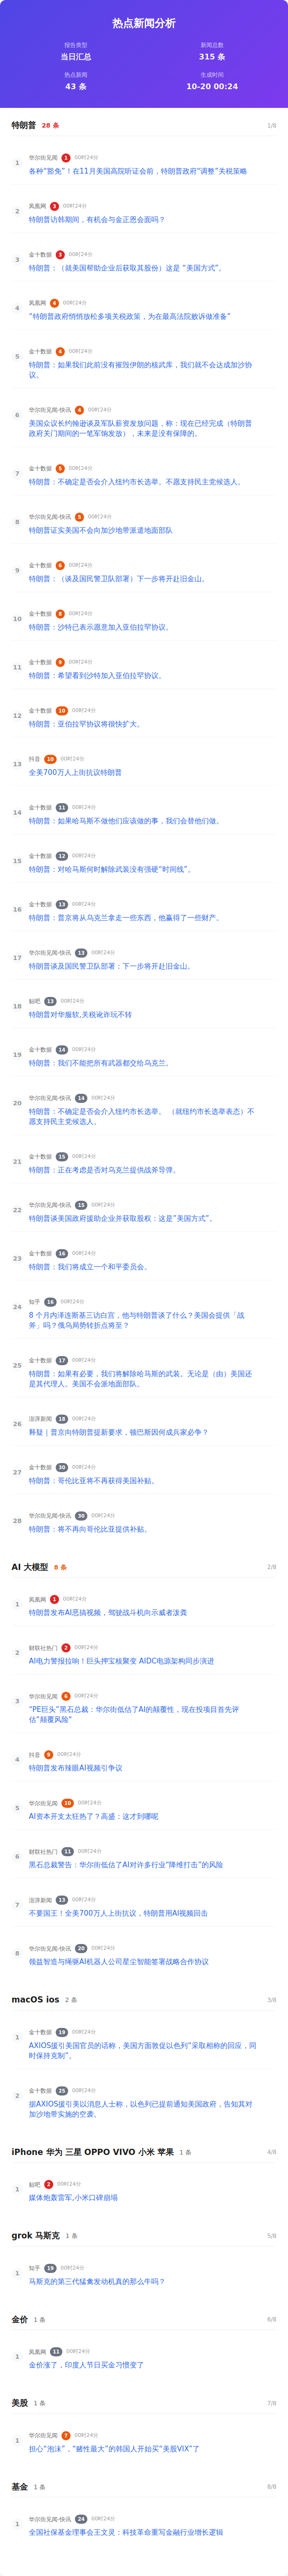 热点新闻分析
报告类型
当日汇总
新闻总数
315 条
热点新闻
43 条
生成时间
10-20 00:24
特朗普 28 条 1/8
1
华尔街见闻 1 00时24分
各种“豁免”！在11月美国高院听证会前，特朗普政府“调整”关税策略
2
凤凰网 3 00时24分
特朗普访韩期间，有机会与金正恩会面吗？
3
金十数据 3 00时24分
特朗普：（就美国帮助企业后获取其股份）这是 “美国方式”。
4
凤凰网 4 00时24分
“特朗普政府悄悄放松多项关税政策，为在最高法院败诉做准备”
5
金十数据 4 00时24分
特朗普：如果我们此前没有摧毁伊朗的核武库，我们就不会达成加沙协
议。
6
华尔街见闻-快讯 4 00时24分
美国众议长约翰逊谈及军队薪资发放问题，称：现在已经完成（特朗普
政府关门期间的一笔军饷发放），未来是没有保障的。
7
金十数据 5 00时24分
特朗普：不确定是否会介入纽约市长选举。不愿支持民主党候选人。
8
华尔街见闻-快讯 5 00时24分
特朗普证实美国不会向加沙地带派遣地面部队
9
金十数据 6 00时24分
特朗普：（谈及国民警卫队部署）下一步将开赴旧金山。
10
金十数据 8 00时24分
特朗普：沙特已表示愿意加入亚伯拉罕协议。
11
金十数据 9 00时24分
特朗普：希望看到沙特加入亚伯拉罕协议。
12
金十数据 10 00时24分
特朗普：亚伯拉罕协议将很快扩大。
13
抖音 10 00时24分
全美700万人上街抗议特朗普
14
金十数据 11 00时24分
特朗普：如果哈马斯不做他们应该做的事，我们会替他们做。
15
金十数据 12 00时24分
特朗普：对哈马斯何时解除武装没有强硬“时间线”。
16
金十数据 13 00时24分
特朗普：普京将从乌克兰拿走一些东西，他赢得了一些财产。
17
华尔街见闻-快讯 13 00时24分
特朗普谈及国民警卫队部署：下一步将开赴旧金山。
18
贴吧 13 00时24分
特朗普对华服软,关税讹诈玩不转
19
金十数据 14 00时24分
特朗普：我们不能把所有武器都交给乌克兰。
20
华尔街见闻-快讯 14 00时24分
特朗普：不确定是否会介入纽约市长选举。 （就纽约市长选举表态）不
愿支持民主党候选人。
21
金十数据 15 00时24分
特朗普：正在考虑是否对乌克兰提供战斧导弹。
22
华尔街见闻-快讯 15 00时24分
特朗普谈美国政府援助企业并获取股权：这是“美国方式”。
23
金十数据 16 00时24分
特朗普：我们将成立一个和平委员会。
24
知乎 16 00时24分
8 个月内泽连斯基三访白宫，他与特朗普谈了什么？美国会提供「战
斧」吗？俄乌局势转折点将至？
25
金十数据 17 00时24分
特朗普：如果有必要，我们将解除哈马斯的武装。无论是（由）美国还
是其代理人。美国不会派地面部队。
26
澎湃新闻 18 00时24分
释疑｜普京向特朗普提新要求，顿巴斯因何成兵家必争？
27
金十数据 30 00时24分
特朗普：哥伦比亚将不再获得美国补贴。
28
华尔街见闻-快讯 30 00时24分
特朗普：将不再向哥伦比亚提供补贴。
AI 大模型 8 条 2/8
1
凤凰网 1 00时24分
特朗普发布AI恶搞视频，驾驶战斗机向示威者泼粪
2
财联社热门 2 00时24分
AI电力警报拉响！巨头押宝核聚变 AIDC电源架构同步演进
3
华尔街见闻 6 00时24分
“PE巨头”黑石总裁：华尔街低估了AI的颠覆性，现在投项目首先评
估“颠覆风险”
4
抖音 9 00时24分
特朗普发布辣眼AI视频引争议
5
华尔街见闻 10 00时24分
AI资本开支太狂热了？高盛：这才到哪呢
6
财联社热门 11 00时24分
黑石总裁警告：华尔街低估了AI对许多行业“降维打击”的风险
7
澎湃新闻 13 00时24分
不要国王！全美700万人上街抗议，特朗普用AI视频回击
8
华尔街见闻-快讯 20 00时24分
领益智造与绳驱AI机器人公司星尘智能签署战略合作协议
macOS ios 2 条 3/8
1
金十数据 19 00时24分
AXIOS援引美国官员的话称，美国方面敦促以色列“采取相称的回应，同
时保持克制”。
2
金十数据 25 00时24分
据AXIOS援引美以消息人士称，以色列已提前通知美国政府，告知其对
加沙地带实施的空袭。
iPhone 华为 三星 OPPO VIVO 小米 苹果 1 条 4/8
1
贴吧 2 00时24分
媒体炮轰雷军,小米口碑崩塌
grok 马斯克 1 条 5/8
1
知乎 19 00时24分
马斯克的第三代猛禽发动机真的那么牛吗？
金价 1 条 6/8
1
凤凰网 11 00时24分
金价涨了，印度人节日买金习惯变了
美股 1 条 7/8
1
华尔街见闻 7 00时24分
担心“泡沫”，“赌性最大”的韩国人开始买“美股VIX”了
基金 1 条 8/8
1
华尔街见闻-快讯 24 00时24分
全国社保基金理事会王文灵：科技革命重写金融行业增长逻辑